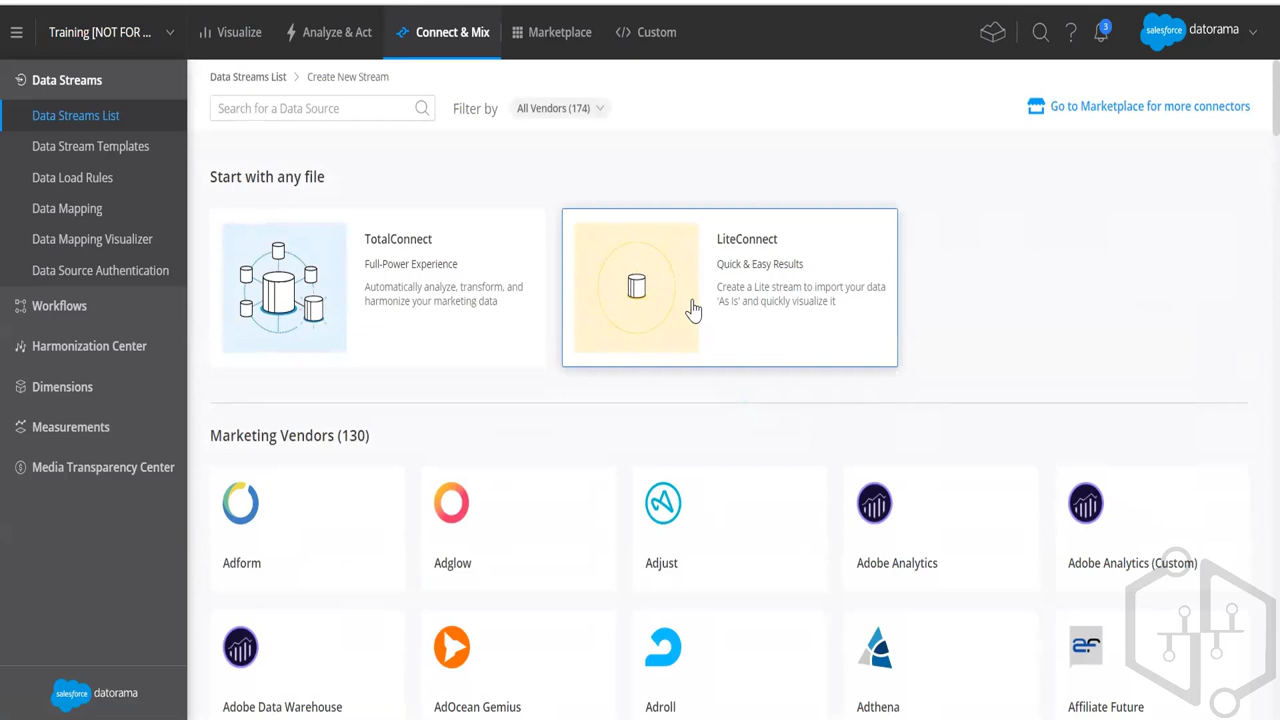 Training [NOT FOR ...
Visualize
Analyze & Act
Connect & Mix
Marketplace
Custom
3
salesforce
datorama
Data Streams
Data Streams List
Data Stream Templates
Data Load Rules
Data Mapping
Data Mapping Visualizer
Data Source Authentication
Workflows
Harmonization Center
Dimensions
Measurements
Media Transparency Center
salesforce datorama
Data Streams List > Create New Stream
Search for a Data Source
Filter by
All Vendors (174)
Go to Marketplace for more connectors
Start with any file
TotalConnect
Full-Power Experience
Automatically analyze, transform, and
harmonize your marketing data
LiteConnect
Quick & Easy Results
Create a Lite stream to import your data
'As Is' and quickly visualize it
Marketing Vendors (130)
Adform
Adglow
Adjust
Adobe Analytics
Adobe Analytics (Custom)
Adobe Data Warehouse
AdOcean Gemius
Adroll
Adthena
Affiliate Future